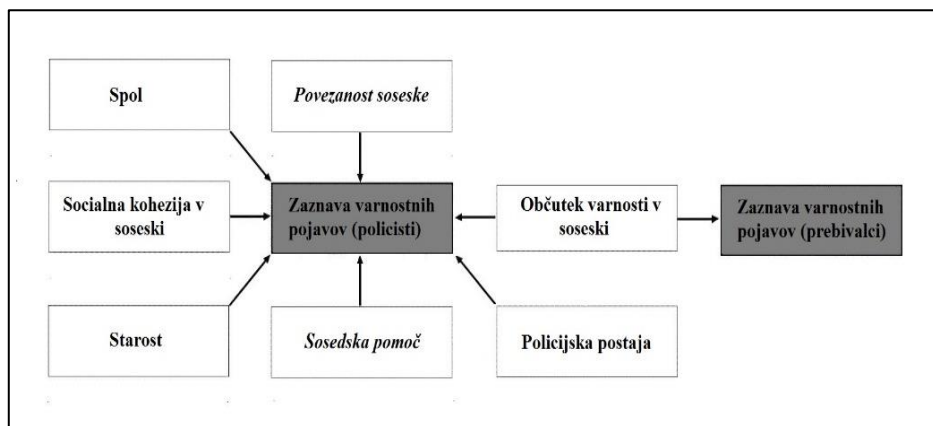 Spol
Povezanost soseske
Socialna kohezija v
soseski
Zaznava varnostnih
pojavov (policisti)
Občutek varnosti v
soseski
Zaznava varnostnih
pojavov (prebivalci)
Starost
Sosedska pomoč
Policijska postaja